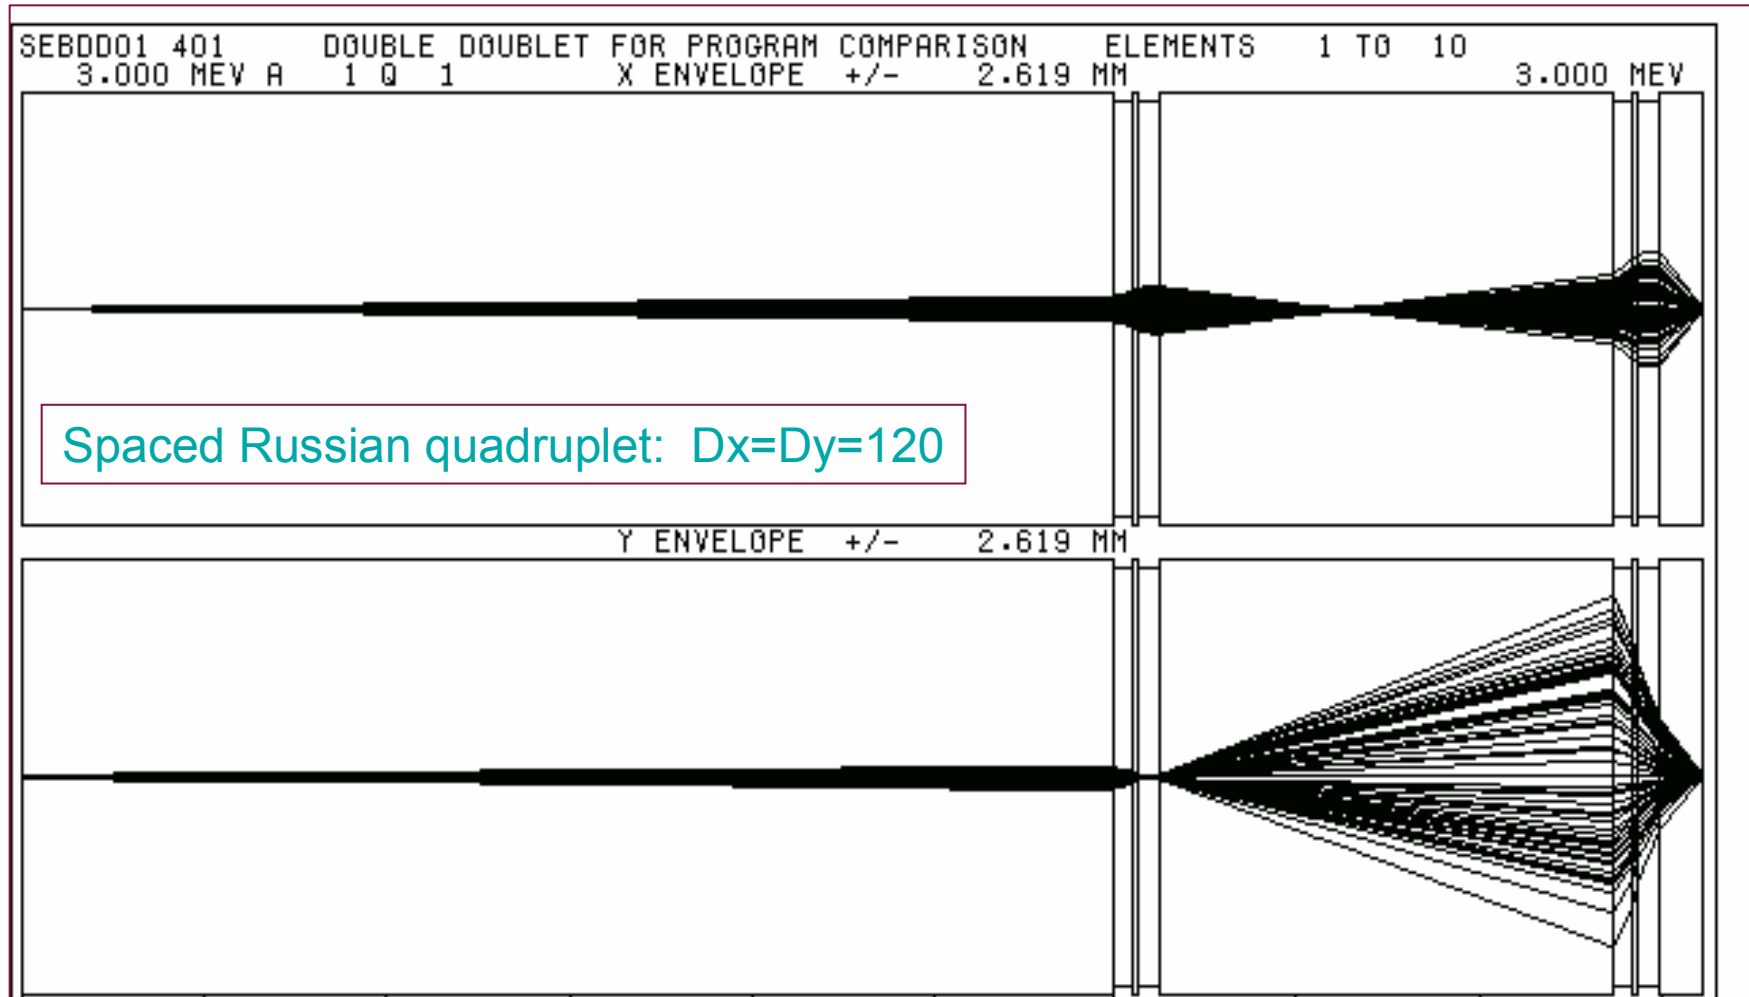 SEBDD01 401 DOUBLE DOUBLET FOR PROGRAM COMPARISON ELEMENTS 1 TO 10
3.000 MEV A 1 Q 1 X ENVELOPE +/- 2.619 MM 3.000 MEV
Spaced Russian quadruplet: Dx=Dy=120
Y ENVELOPE +/- 2.619 MM